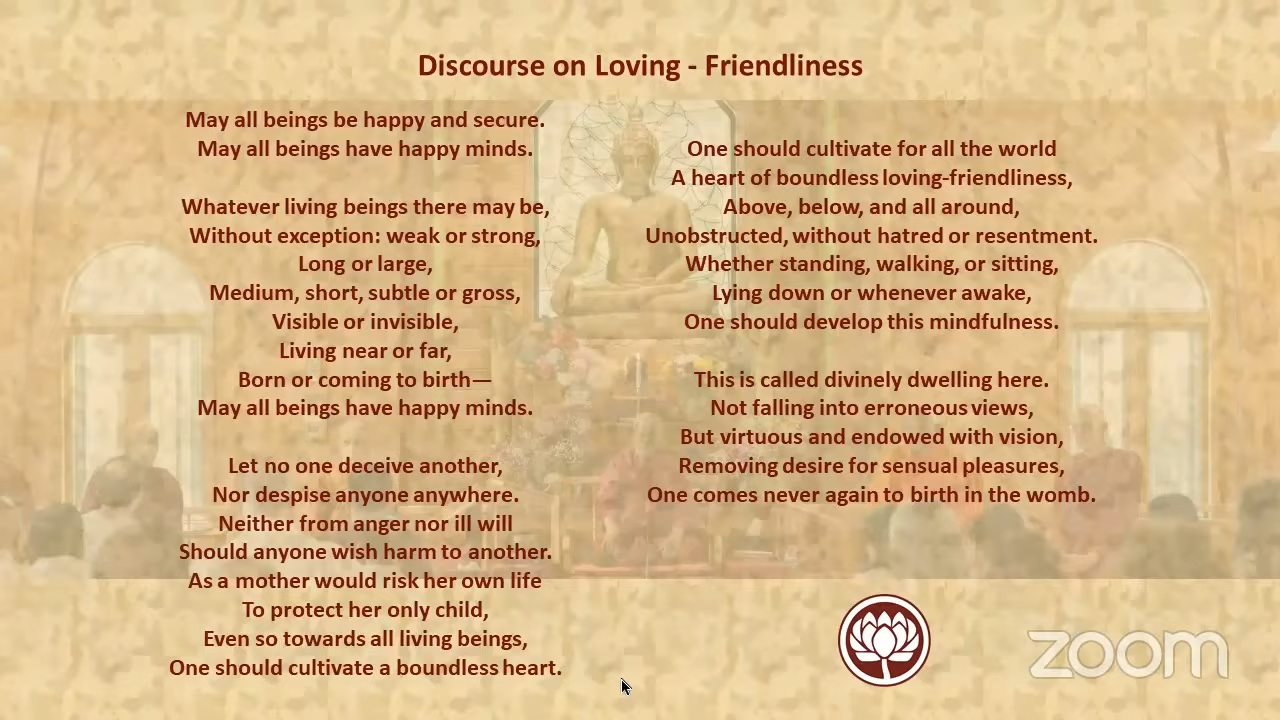 Discourse on Loving - Friendliness
May all beings be happy and secure.
May all beings have happy minds.
Whatever living beings there may be,
Without exception: weak or strong,
Long or large,
Medium, short, subtle or gross,
Visible or invisible,
Living near or far,
Born or coming to birth—
May all beings have happy minds.
Let no one deceive another,
Nor despise anyone anywhere.
Neither from anger nor ill will
Should anyone wish harm to another.
As a mother would risk her own life
To protect her only child,
Even so towards all living beings,
One should cultivate a boundless heart.
One should cultivate for all the world
A heart of boundless loving-friendliness,
Above, below, and all around,
Unobstructed, without hatred or resentment.
Whether standing, walking, or sitting,
Lying down or whenever awake,
One should develop this mindfulness.
This is called divinely dwelling here.
Not falling into erroneous views,
But virtuous and endowed with vision,
Removing desire for sensual pleasures,
One comes never again to birth in the womb.
zoom